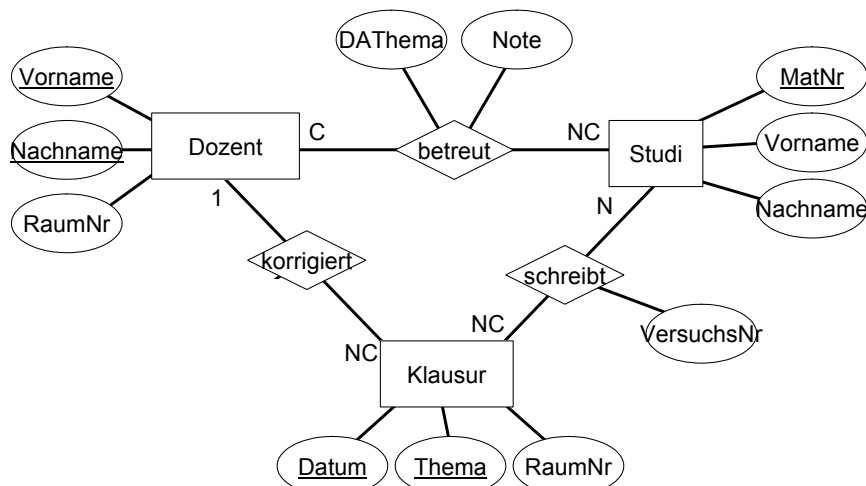 DAThema
Note
Vorname
MatNr
C
NC
Dozent
betreut
Studi
Vorname
Nachname
RaumNr
1
N
Nachname
korrigiert
schreibt
NC
NC
VersuchsNr
Klausur
Datum
Thema
RaumNr